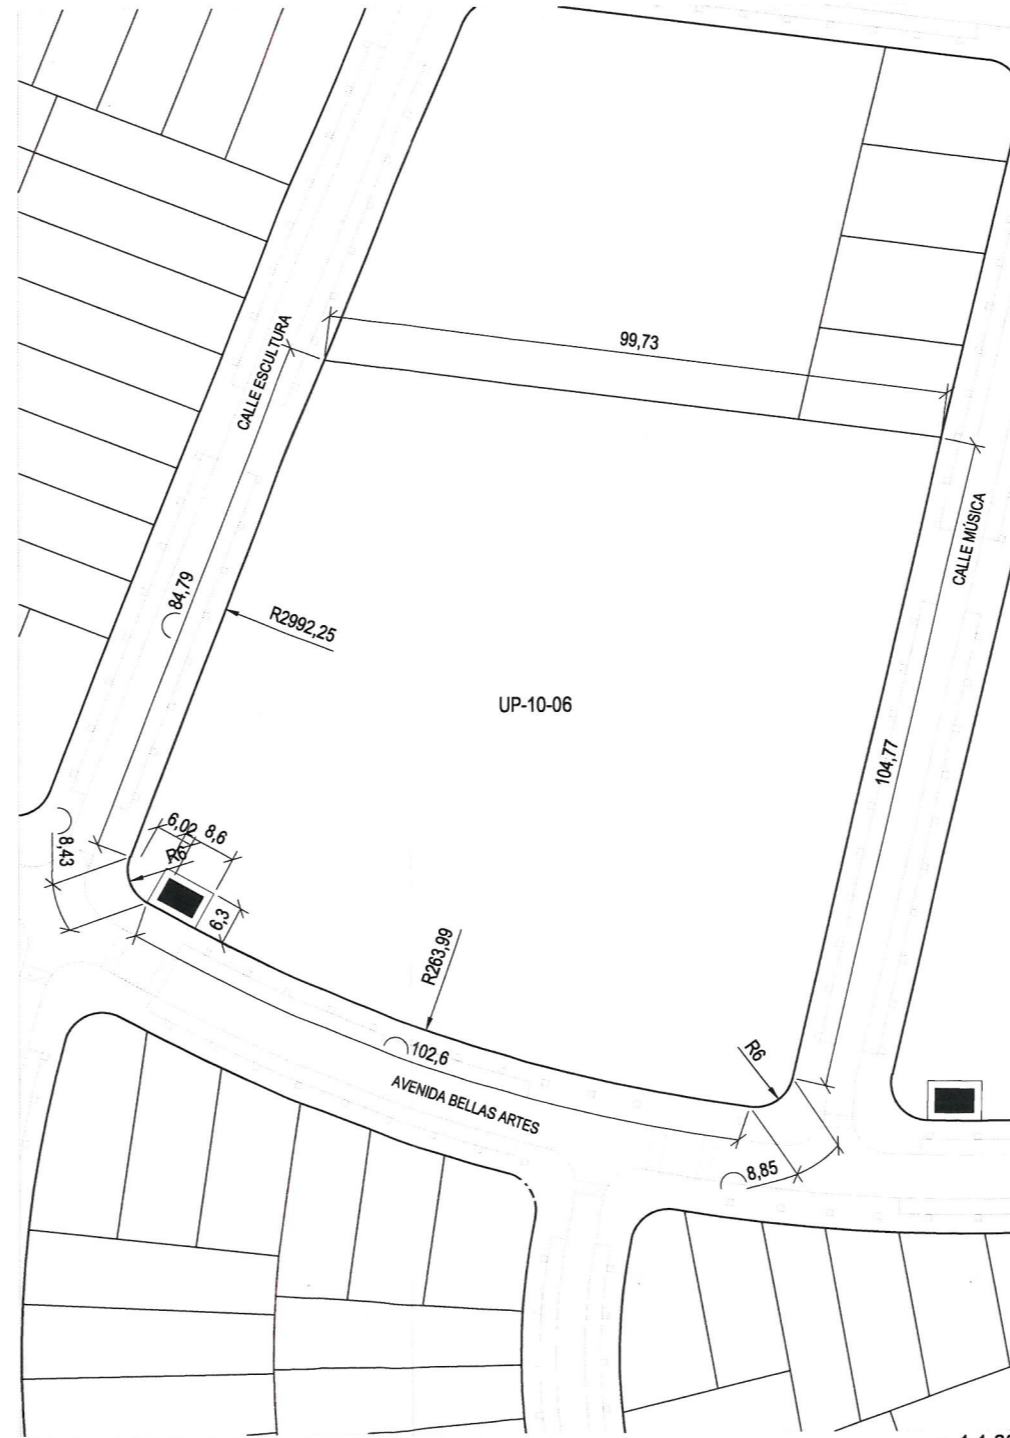 99,73
CALLE ESCULTURA
CALLE MÚSICA
84,79
R2992,25
UP-10-06
104,77
6,02
8,6
R6
8,43
6,3
R263,99
102,6
R6
AVENIDA BELLAS ARTES
8,85